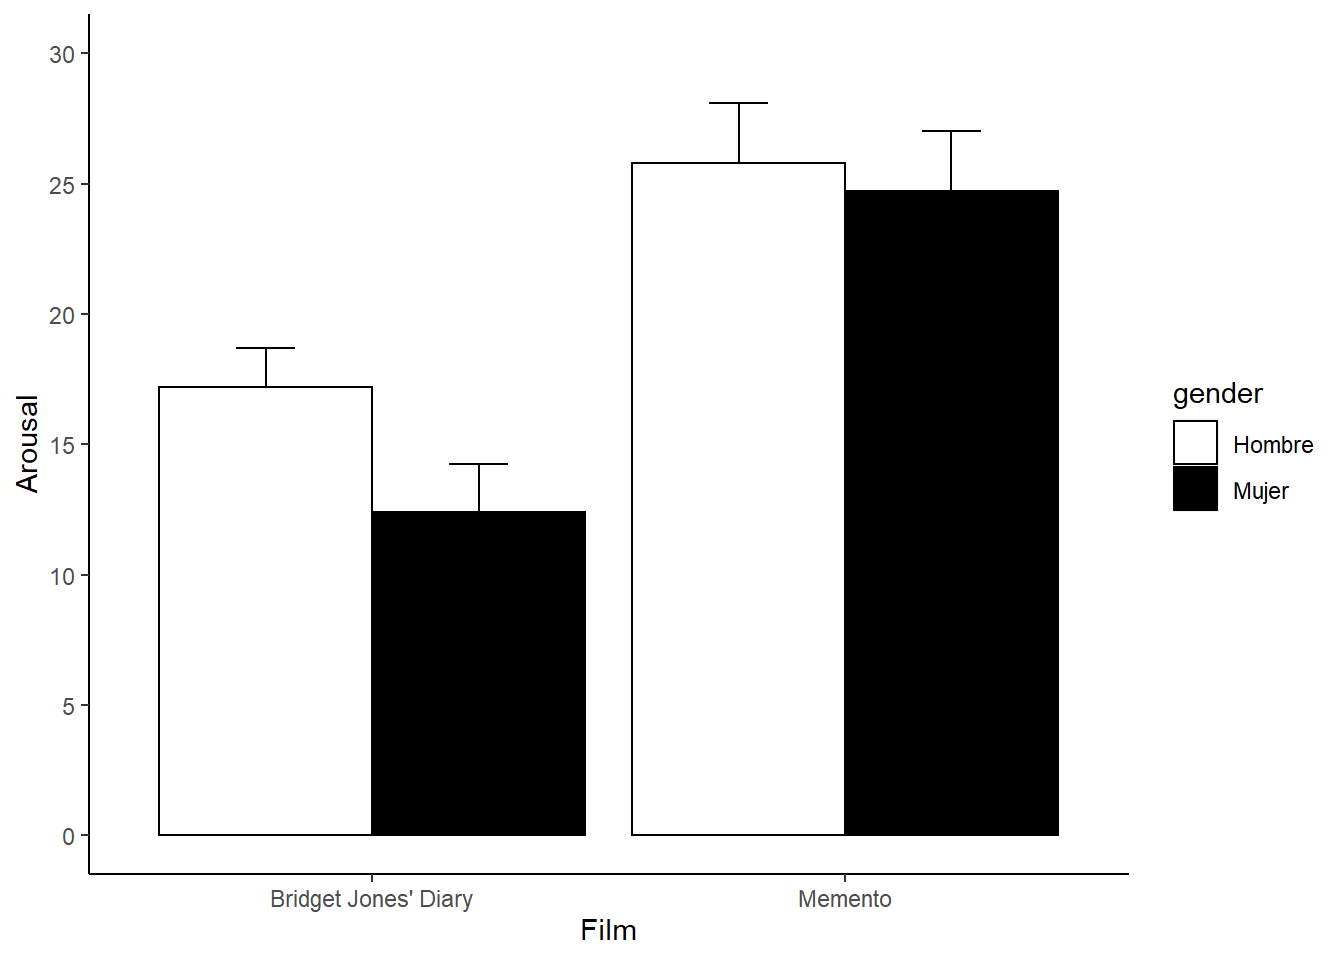 30
25
20
15
10
5
0
Arousal
Bridget Jones' Diary
Memento
Film
gender
Hombre
Mujer